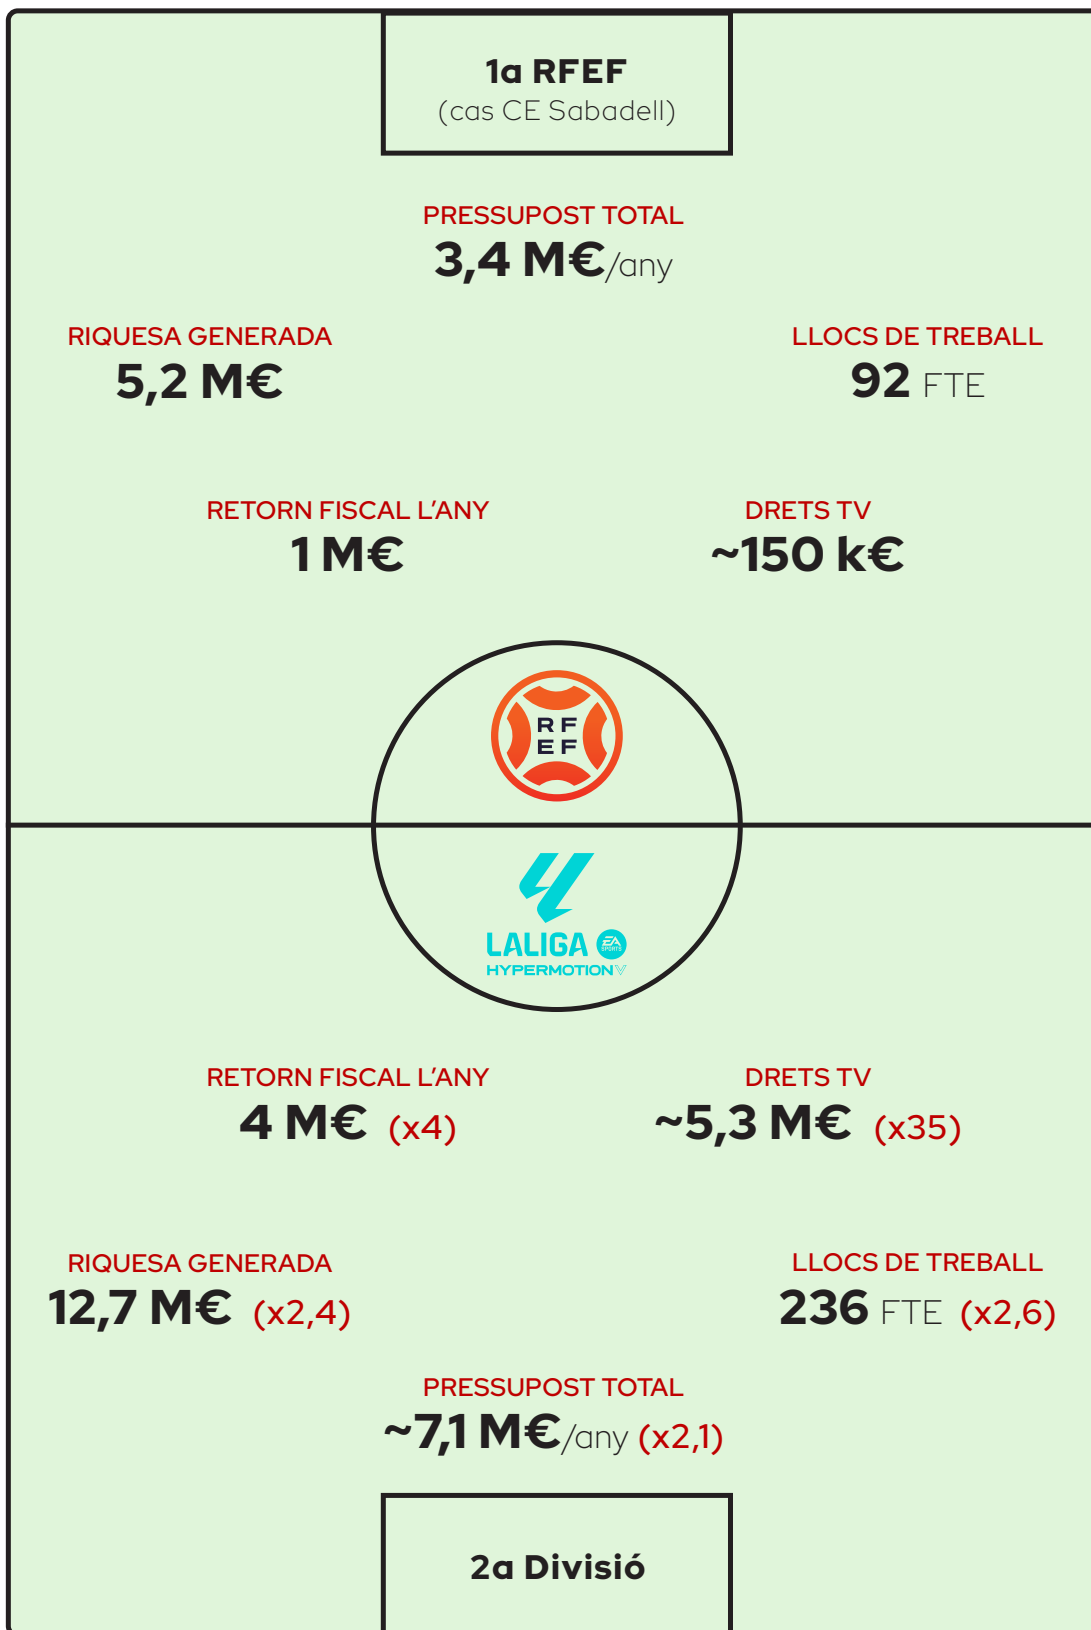 1a RFEF
(cas CE Sabadell)
PRESSUPOST TOTAL
3,4 M€/any
RIQUESA GENERADA
5,2 M€
LLOCS DE TREBALL
92 FTE
RETORN FISCAL L'ANY
1 M€
DRETS TV
~150 k€
RF
EF
LALIGA EA SPORTS
HYPERMOTION
RETORN FISCAL L'ANY
4 M€ (x4)
DRETS TV
~5,3 M€ (x35)
RIQUESA GENERADA
12,7 M€ (x2,4)
LLOCS DE TREBALL
236 FTE (x2,6)
PRESSUPOST TOTAL
~7,1 M€/any (x2,1)
2a Divisió